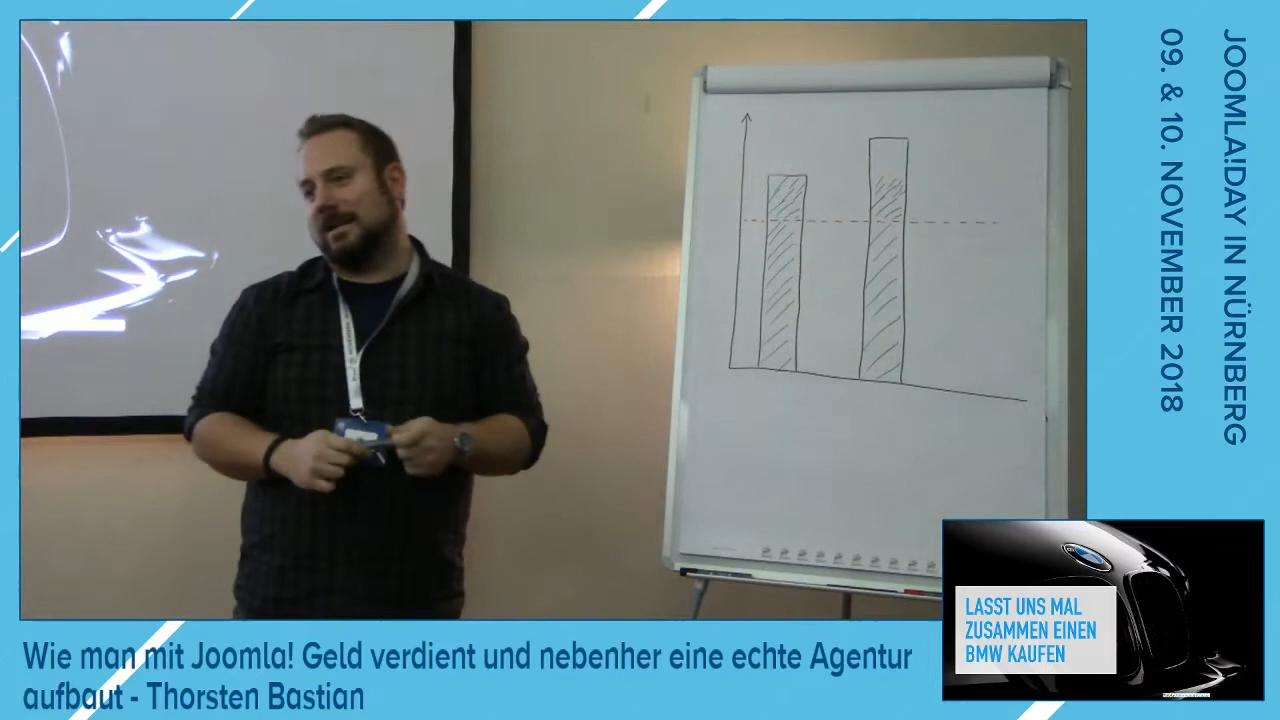 JOOMLA!DAY IN NÜRNBERG
09. & 10. NOVEMBER 2018
LASST UNS MAL
ZUSAMMEN EINEN
BMW KAUFEN
Wie man mit Joomla! Geld verdient und nebenher eine echte Agentur
aufbaut - Thorsten Bastian